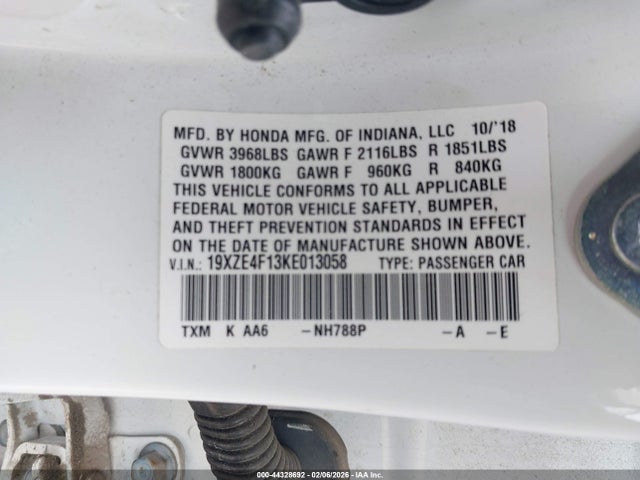 MFD. BY HONDA MFG. OF INDIANA, LLC 10/'18
GVWR 3968LBS GAWR F 2116LBS R 1851LBS
GVWR 1800KG GAWR F 960KG R 840KG
THIS VEHICLE CONFORMS TO ALL APPLICABLE
FEDERAL MOTOR VEHICLE SAFETY, BUMPER,
AND THEFT PREVENTION STANDARDS IN EFFECT
ON THE DATE OF MANUFACTURE SHOWN ABOVE.
V.I.N.: 19XZE4F13KE013058 TYPE: PASSENGER CAR
TXM K AA6 -NH788P -A -E
000-44328692 - 02/06/2026 - IAA Inc.